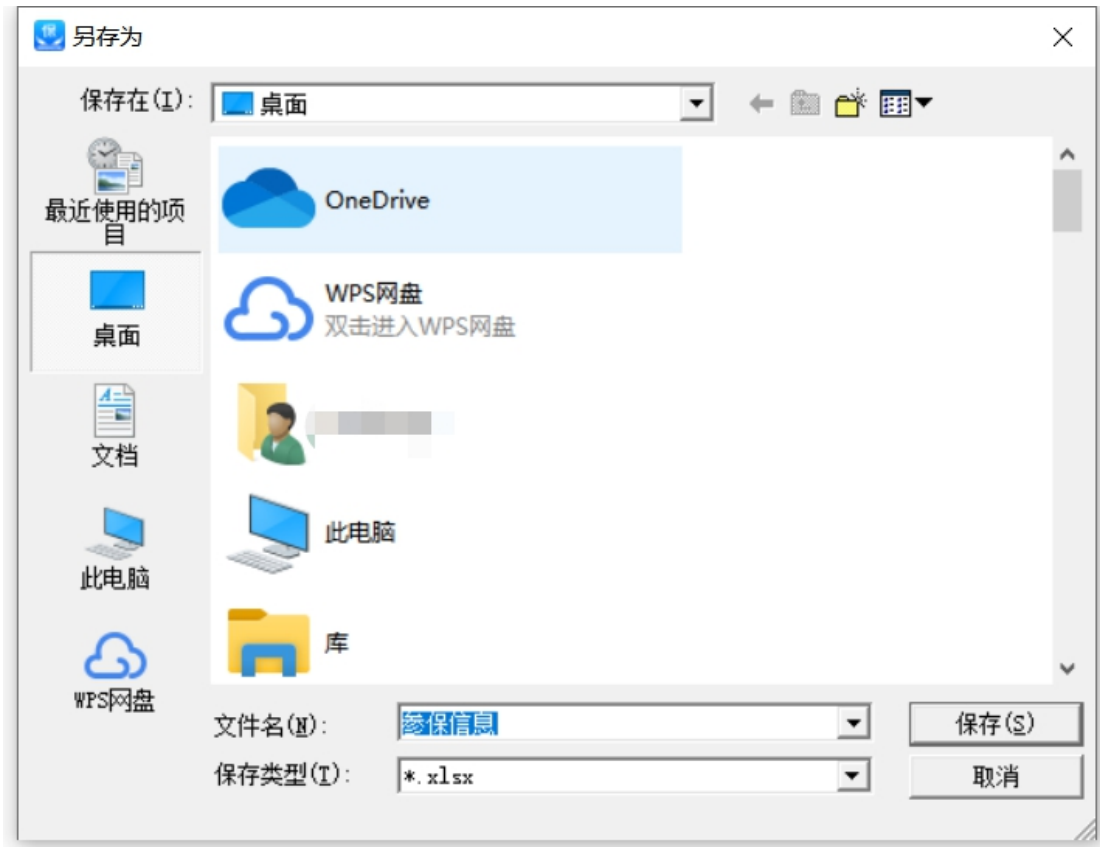 另存为
保存在(I):
桌面
最近使用的项
目
桌面
文档
此电脑
WPS网盘
OneDrive
WPS网盘
双击进入WPS网盘
此电脑
库
文件名(N):
参保信息
保存(S)
保存类型(T):
*.xlsx
取消